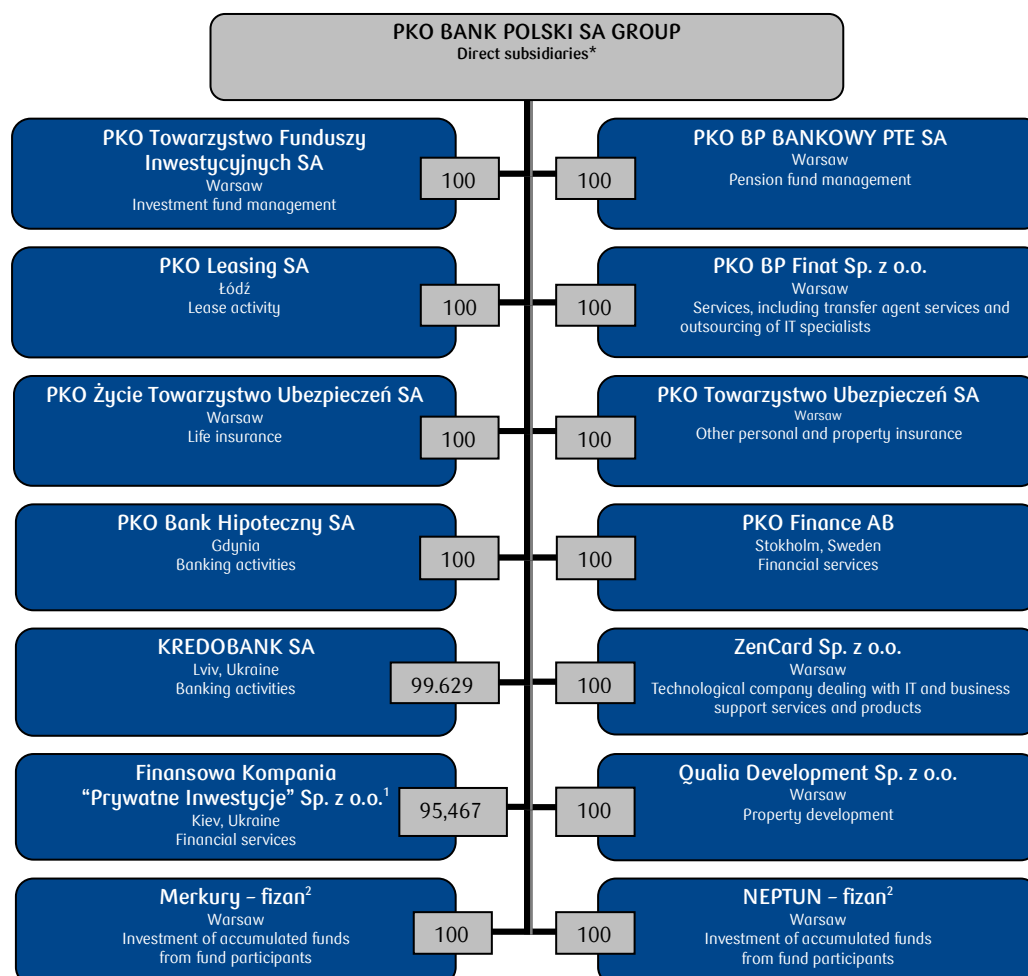 PKO BANK POLSKI SA GROUP
Direct subsidiaries*
PKO Towarzystwo Funduszy
Inwestycyjnych SA
Warsaw
Investment fund management
100
100
PKO BP BANKOWY PTE SA
Warsaw
Pension fund management
PKO Leasing SA
Łódź
Lease activity
100
100
PKO BP Finat Sp. z o.o.
Warsaw
Services, including transfer agent services and
outsourcing of IT specialists
PKO Życie Towarzystwo Ubezpieczeń SA
Warsaw
Life insurance
100
100
PKO Towarzystwo Ubezpieczeń SA
Warsaw
Other personal and property insurance
PKO Bank Hipoteczny SA
Gdynia
Banking activities
100
100
PKO Finance AB
Stokholm, Sweden
Financial services
KREDOBANK SA
Lviv, Ukraine
Banking activities
99.629
100
ZenCard Sp. z o.o.
Warsaw
Technological company dealing with IT and business
support services and products
Finansowa Kompania
“Prywatne Inwestycje” Sp. z o.o.¹
Kiev, Ukraine
Financial services
95,467
100
Qualia Development Sp. z o.o.
Warsaw
Property development
Merkury – fizan²
Warsaw
Investment of accumulated funds
from fund participants
100
100
NEPTUN – fizan²
Warsaw
Investment of accumulated funds
from fund participants